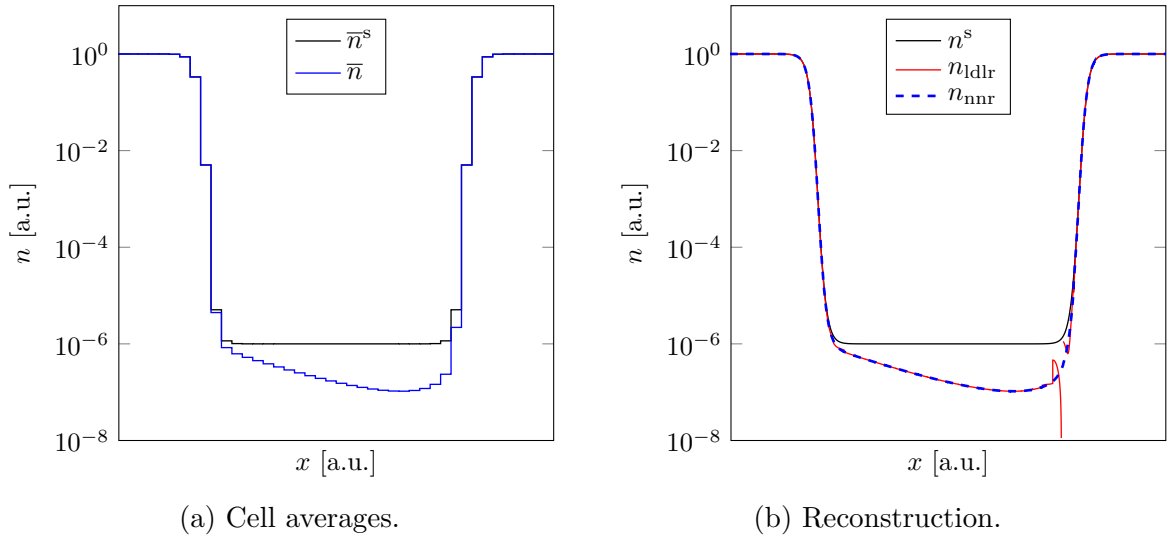 10⁰
10⁻²
10⁻⁴
10⁻⁶
10⁻⁸
n [a.u.]
x [a.u.]
n̅ˢ
n̅
(a) Cell averages.
10⁰
10⁻²
10⁻⁴
10⁻⁶
10⁻⁸
n [a.u.]
x [a.u.]
nˢ
n_ldlr
n_nnr
(b) Reconstruction.